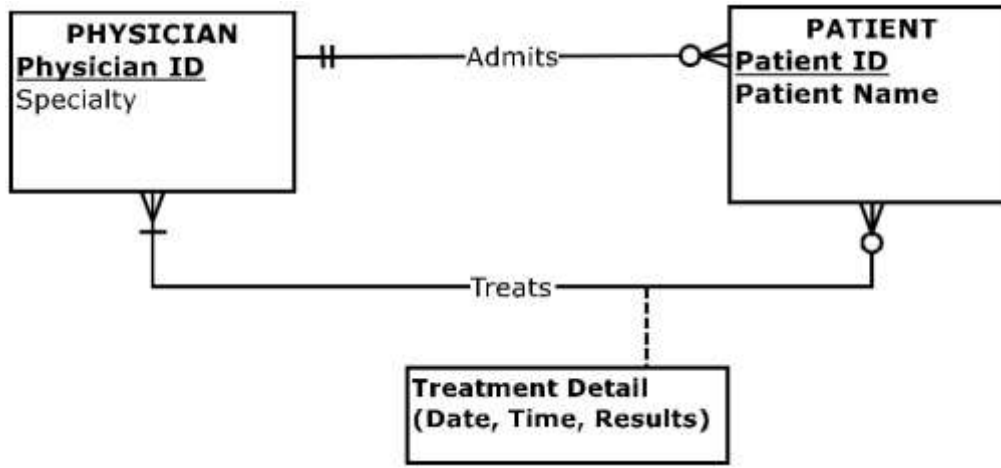 PHYSICIAN
Physician ID
Specialty
Admits
PATIENT
Patient ID
Patient Name
Treats
Treatment Detail
(Date, Time, Results)